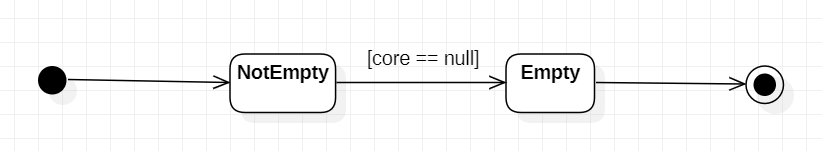 [core == null]
NotEmpty
Empty